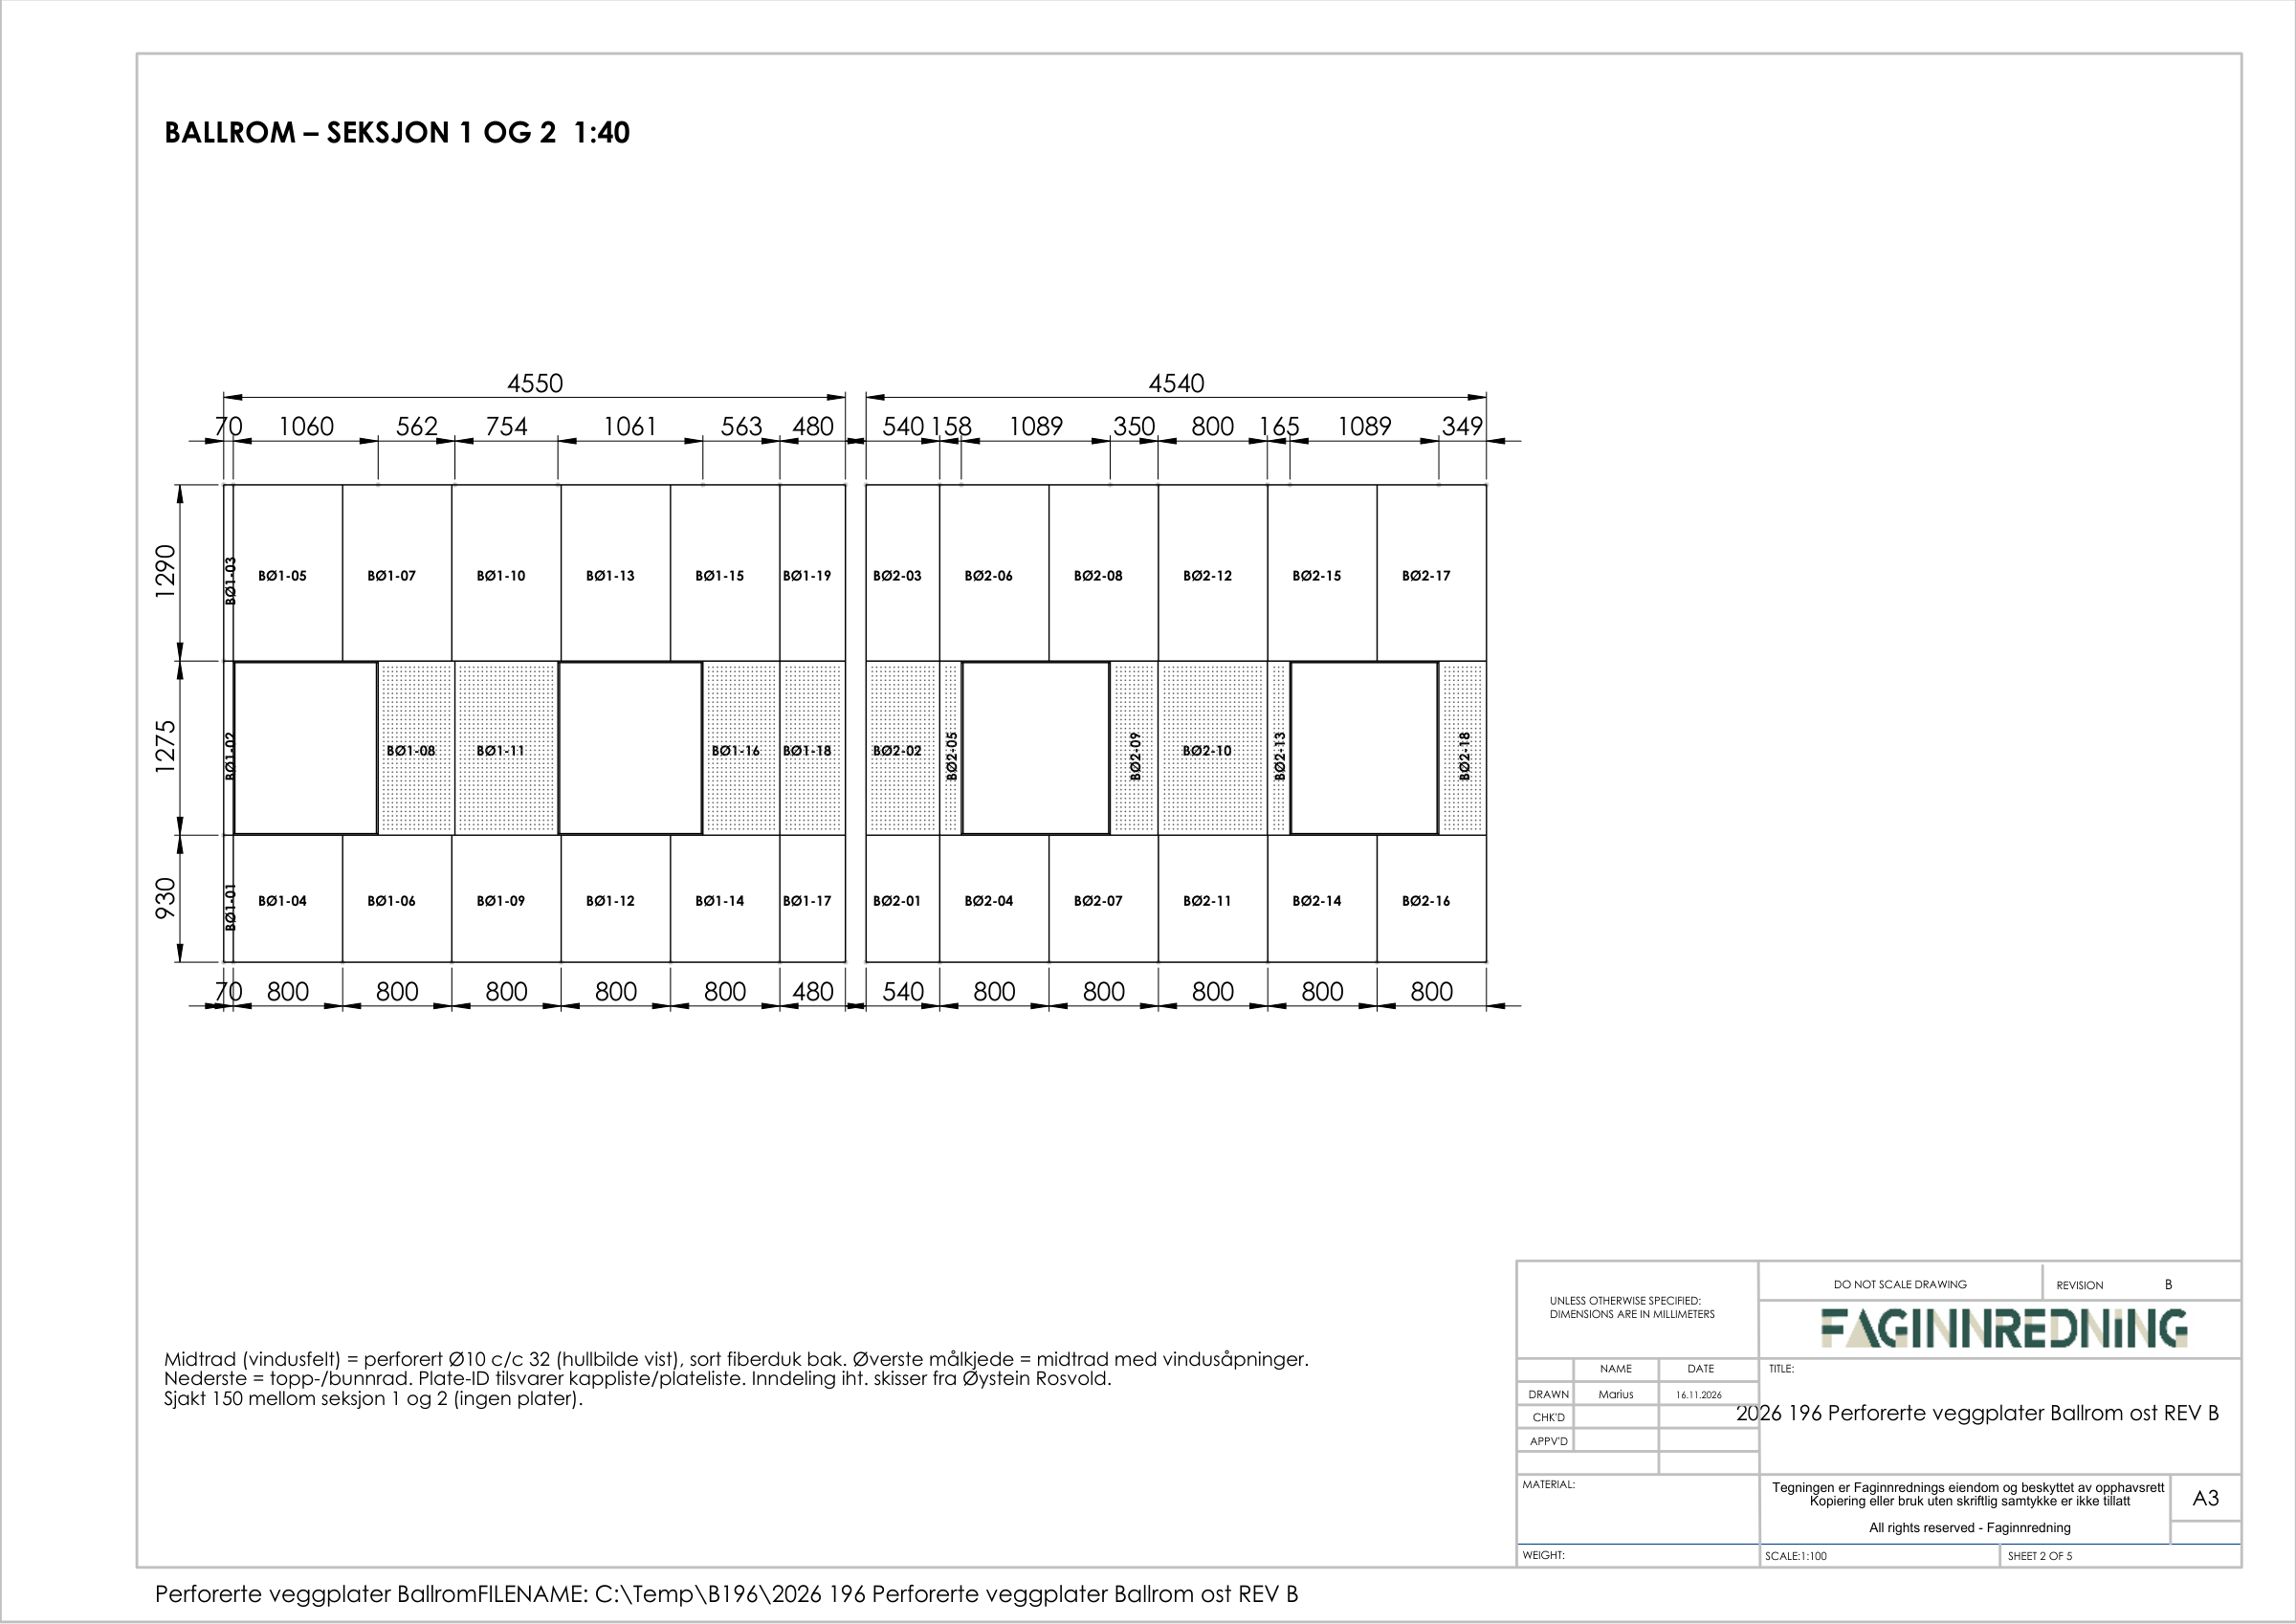 BALLROM – SEKSJON 1 OG 2 1:40
4550 4540
70 1060 562 754 1061 563 480 540 158 1089 350 800 165 1089 349
1290
BØ1-03 BØ1-05 BØ1-07 BØ1-10 BØ1-13 BØ1-15 BØ1-19 BØ2-03 BØ2-06 BØ2-08 BØ2-12 BØ2-15 BØ2-17
1275
BØ1-02 BØ1-08 BØ1-11 BØ1-16 BØ1-18 BØ2-02 BØ2-05 BØ2-09 BØ2-10 BØ2-13 BØ2-18
930
BØ1-01 BØ1-04 BØ1-06 BØ1-09 BØ1-12 BØ1-14 BØ1-17 BØ2-01 BØ2-04 BØ2-07 BØ2-11 BØ2-14 BØ2-16
70 800 800 800 800 800 480 540 800 800 800 800 800
Midtrad (vindusfelt) = perforert Ø10 c/c 32 (hullbilde vist), sort fiberduk bak. Øverste målkjede = midtrad med vindusåpninger.
Nederste = topp-/bunnrad. Plate-ID tilsvarer kappliste/plateliste. Inndeling iht. skisser fra Øystein Rosvold.
Sjakt 150 mellom seksjon 1 og 2 (ingen plater).
UNLESS OTHERWISE SPECIFIED:
DIMENSIONS ARE IN MILLIMETERS
DO NOT SCALE DRAWING
REVISION B
FAGINNREDNING
NAME DATE
DRAWN Marius 16.11.2026
CHK'D
APPV'D
TITLE:
2026 196 Perforerte veggplater Ballrom ost REV B
MATERIAL:
Tegningen er Faginnrednings eiendom og beskyttet av opphavsrett
Kopiering eller bruk uten skriftlig samtykke er ikke tillatt
All rights reserved - Faginnredning
A3
WEIGHT:
SCALE:1:100
SHEET 2 OF 5
Perforerte veggplater BallromFILENAME: C:\Temp\B196\2026 196 Perforerte veggplater Ballrom ost REV B